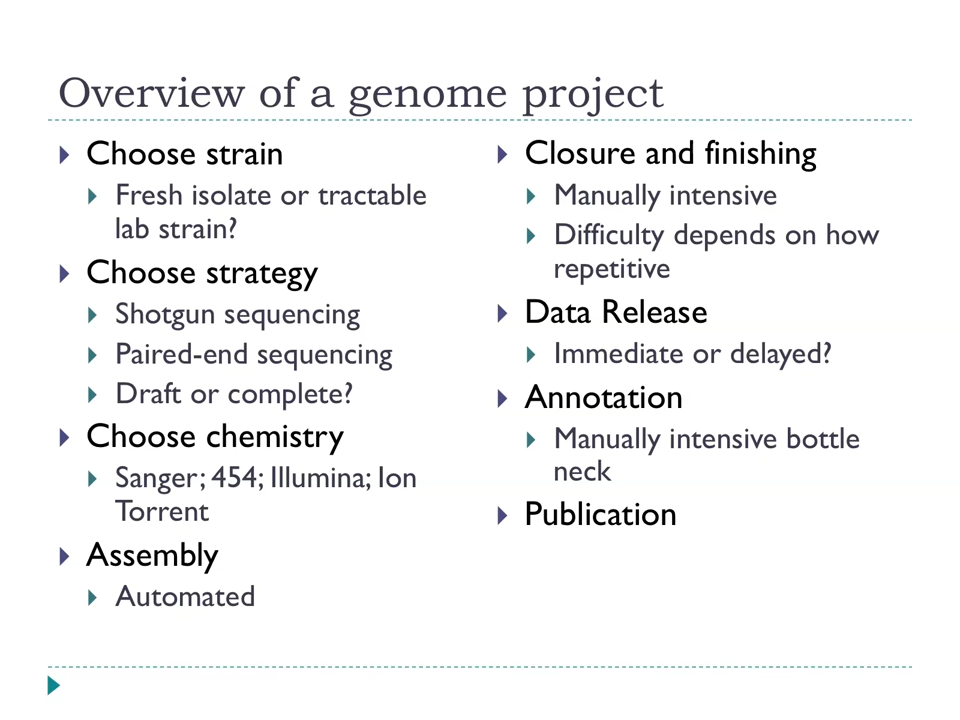 Overview of a genome project
Choose strain
Fresh isolate or tractable
lab strain?
Choose strategy
Shotgun sequencing
Paired-end sequencing
Draft or complete?
Choose chemistry
Sanger; 454; Illumina; Ion
Torrent
Assembly
Automated
Closure and finishing
Manually intensive
Difficulty depends on how
repetitive
Data Release
Immediate or delayed?
Annotation
Manually intensive bottle
neck
Publication